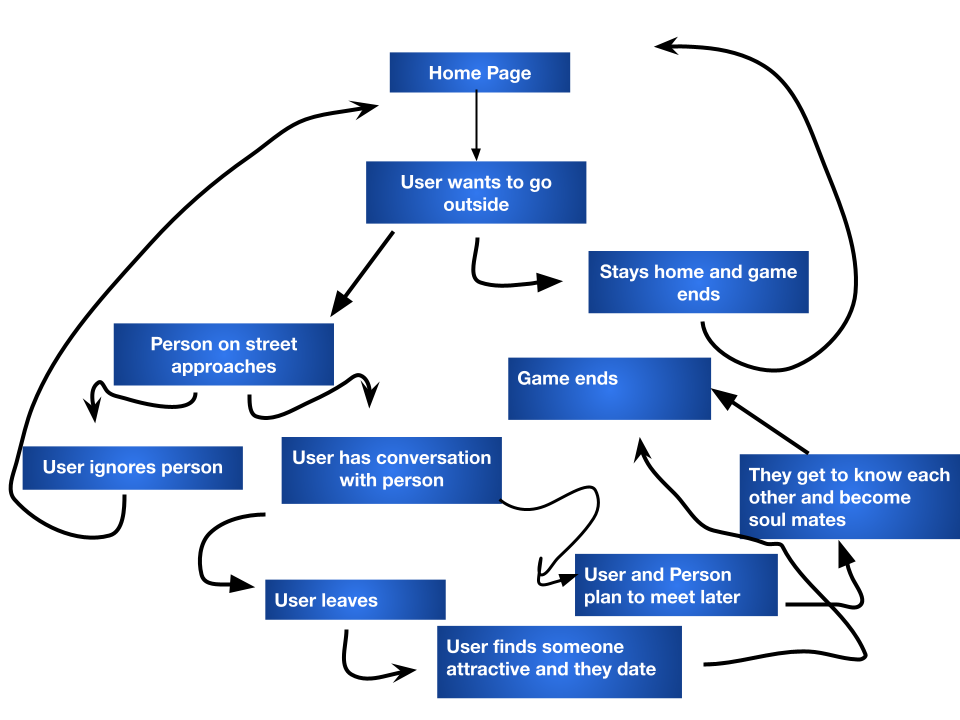 Home Page
User wants to go
outside
Stays home and game
ends
Person on street
approaches
Game ends
User ignores person
User has conversation
with person
They get to know each
other and become
soul mates
User and Person
plan to meet later
User leaves
User finds someone
attractive and they date